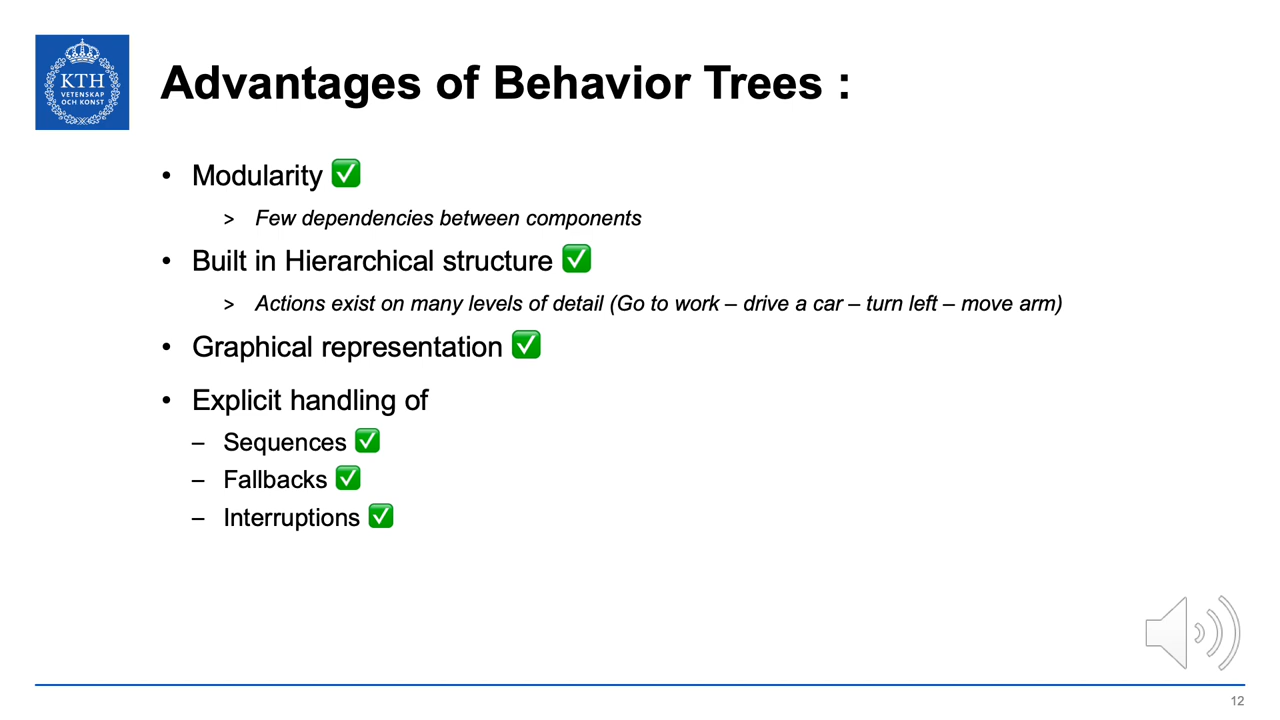 KTH
VETENSKAP
OCH KONST
Advantages of Behavior Trees :
• Modularity ✅
> Few dependencies between components
• Built in Hierarchical structure ✅
> Actions exist on many levels of detail (Go to work – drive a car – turn left – move arm)
• Graphical representation ✅
• Explicit handling of
– Sequences ✅
– Fallbacks ✅
– Interruptions ✅
12